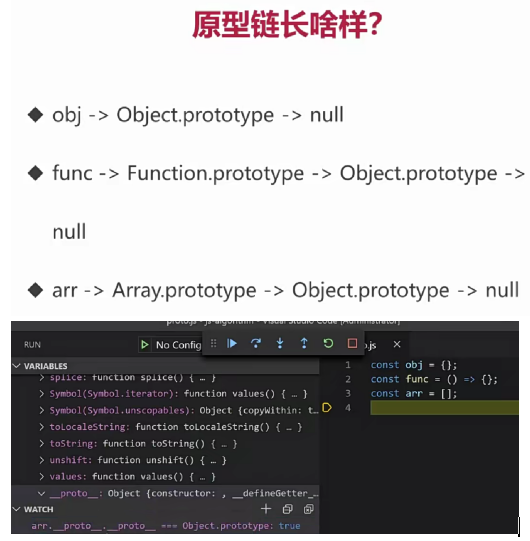 原型链长啥样?
◆ obj -> Object.prototype -> null
◆ func -> Function.prototype -> Object.prototype ->
null
◆ arr -> Array.prototype -> Object.prototype -> null
proto.js - js-algorithm - Visual Studio Code [Administrator]
RUN
No Config
.js
VARIABLES
splice: function splice() { … }
Symbol(Symbol.iterator): function values() { … }
Symbol(Symbol.unscopables): Object {copyWithin: t…
toLocaleString: function toLocaleString() { … }
toString: function toString() { … }
unshift: function unshift() { … }
values: function values() { … }
__proto__: Object {constructor: , __defineGetter_…
WATCH
arr.__proto__.__proto__ === Object.prototype: true
1 const obj = {};
2 const func = () => {};
3 const arr = [];
4